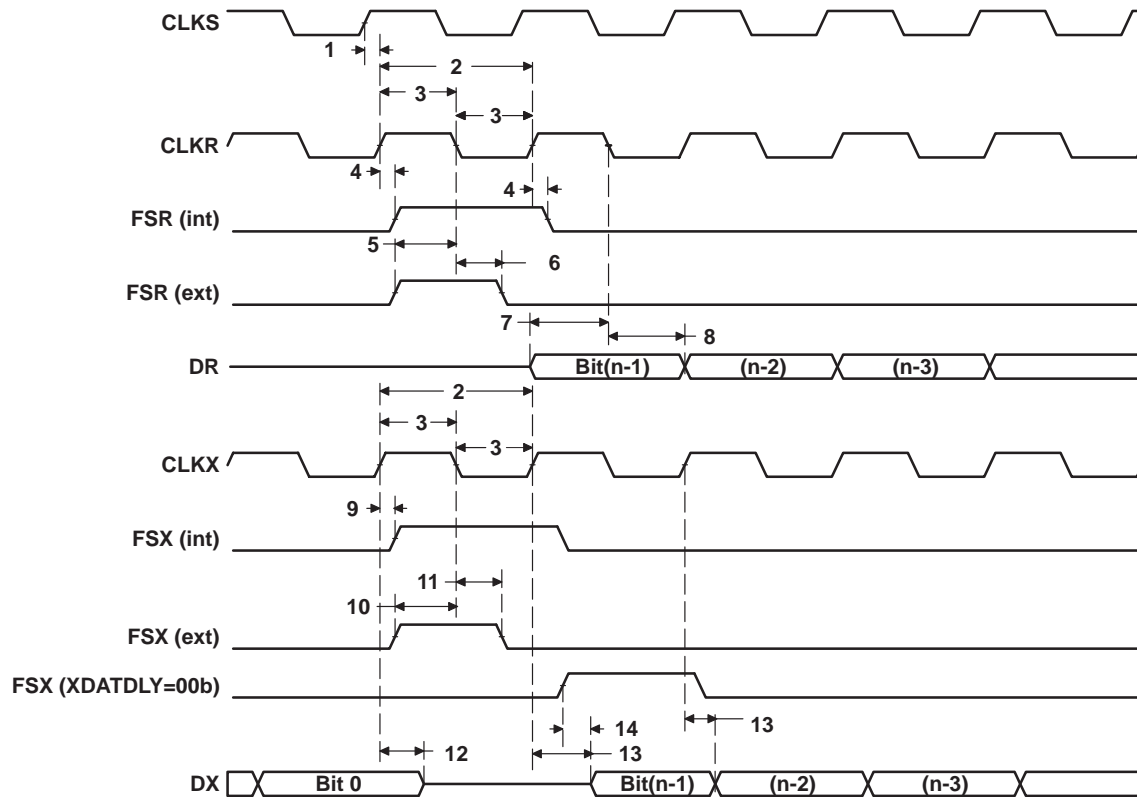 CLKS
1
2
3
3
CLKR
4
4
FSR (int)
5
6
FSR (ext)
7
8
DR
Bit(n-1)
(n-2)
(n-3)
2
3
3
CLKX
9
FSX (int)
11
10
FSX (ext)
FSX (XDATDLY=00b)
14
13
12
13
DX
Bit 0
Bit(n-1)
(n-2)
(n-3)